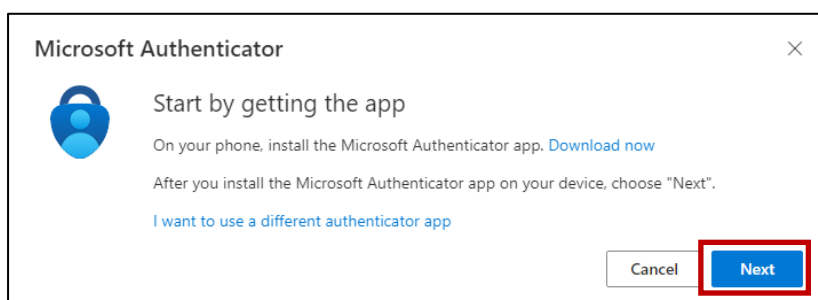 Microsoft Authenticator
Start by getting the app
On your phone, install the Microsoft Authenticator app. Download now
After you install the Microsoft Authenticator app on your device, choose "Next".
I want to use a different authenticator app
Cancel Next